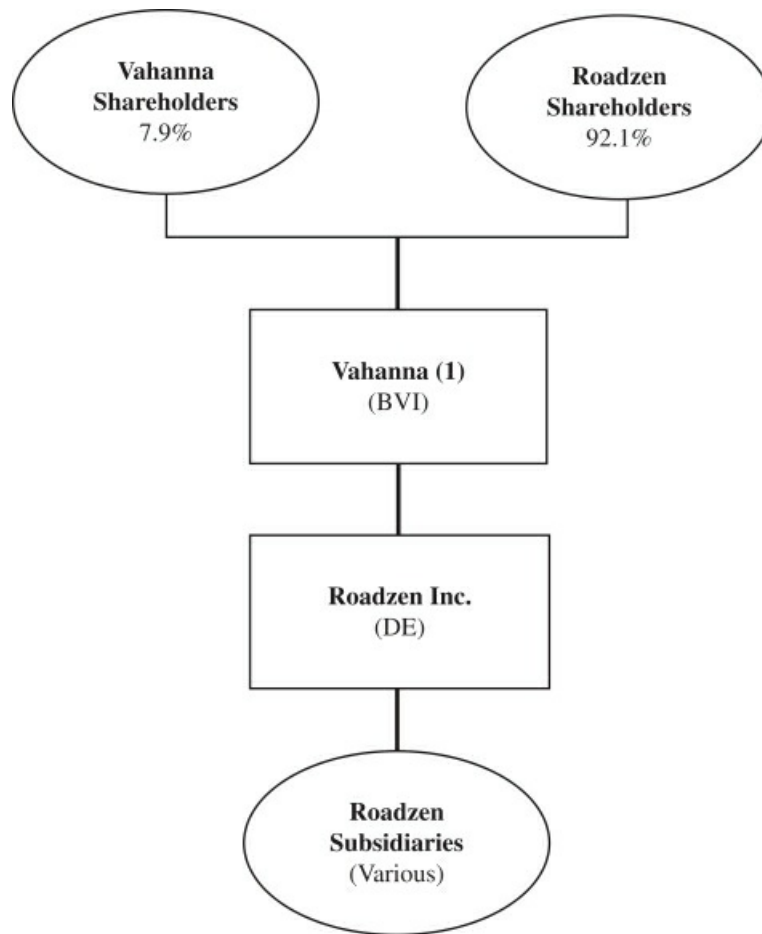 Vahanna
Shareholders
7.9%
Roadzen
Shareholders
92.1%
Vahanna (1)
(BVI)
Roadzen Inc.
(DE)
Roadzen
Subsidiaries
(Various)